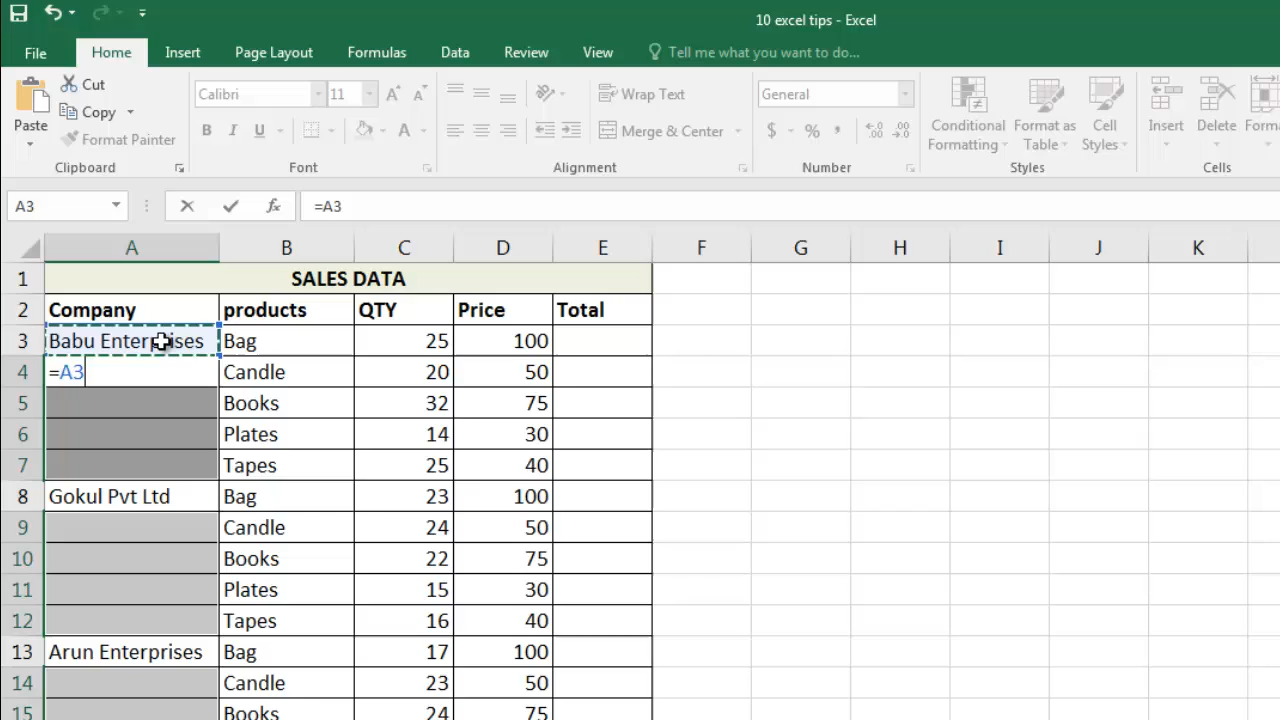 10 excel tips - Excel
File Home Insert Page Layout Formulas Data Review View Tell me what you want to do...
Paste
Cut
Copy
Format Painter
Clipboard
Calibri 11 A A
B I U A
Font
Wrap Text
Merge & Center
Alignment
General
$ % , .0 .00 .00 .0
Number
Conditional Formatting
Format as Table
Cell Styles
Styles
Insert Delete
Cells
A3 fx =A3
A B C D E F G H I J K
1 SALES DATA
2 Company products QTY Price Total
3 Babu Enterprises Bag 25 100
4 =A3 Candle 20 50
5 Books 32 75
6 Plates 14 30
7 Tapes 25 40
8 Gokul Pvt Ltd Bag 23 100
9 Candle 24 50
10 Books 22 75
11 Plates 15 30
12 Tapes 16 40
13 Arun Enterprises Bag 17 100
14 Candle 23 50
15 Books 24 75